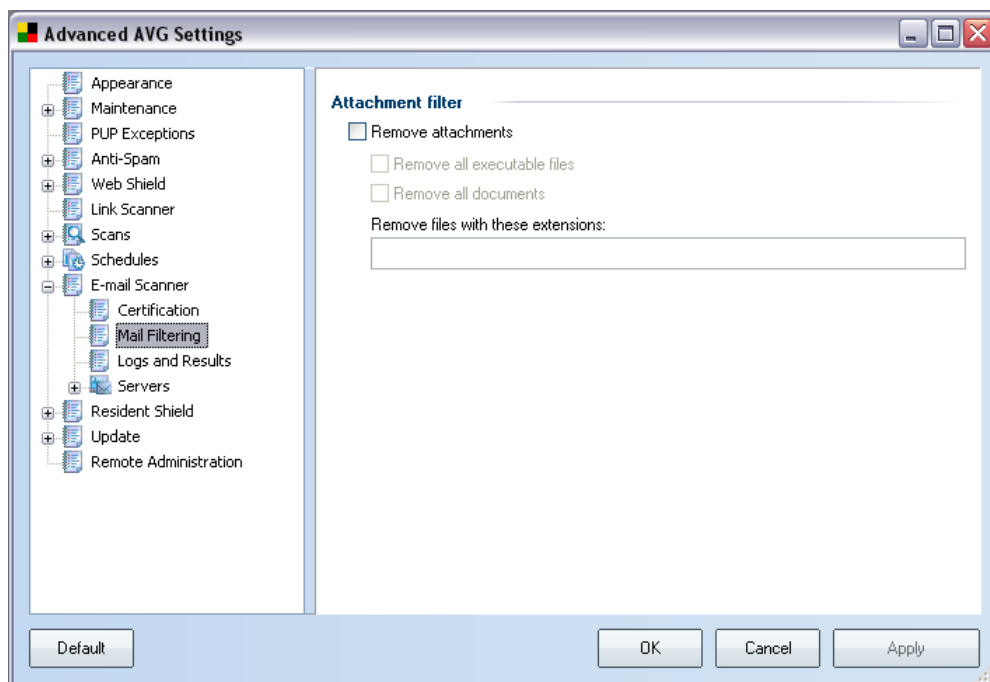 Advanced AVG Settings
Appearance
Maintenance
PUP Exceptions
Anti-Spam
Web Shield
Link Scanner
Scans
Schedules
E-mail Scanner
Certification
Mail Filtering
Logs and Results
Servers
Resident Shield
Update
Remote Administration
Attachment filter
Remove attachments
Remove all executable files
Remove all documents
Remove files with these extensions:
Default
OK
Cancel
Apply